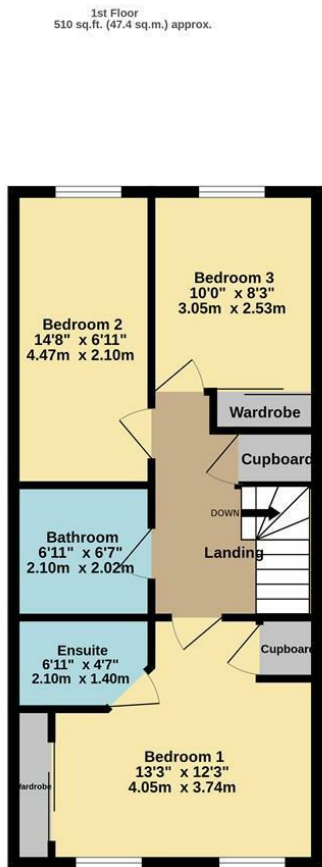 1st Floor
510 sq.ft. (47.4 sq.m.) approx.
Bedroom 3
10'0" x 8'3"
3.05m x 2.53m
Bedroom 2
14'8" x 6'11"
4.47m x 2.10m
Wardrobe
Cupboard
DOWN
Bathroom
6'11" x 6'7"
2.10m x 2.02m
Landing
Ensuite
6'11" x 4'7"
2.10m x 1.40m
Cupboard
Bedroom 1
13'3" x 12'3"
4.05m x 3.74m
Wardrobe